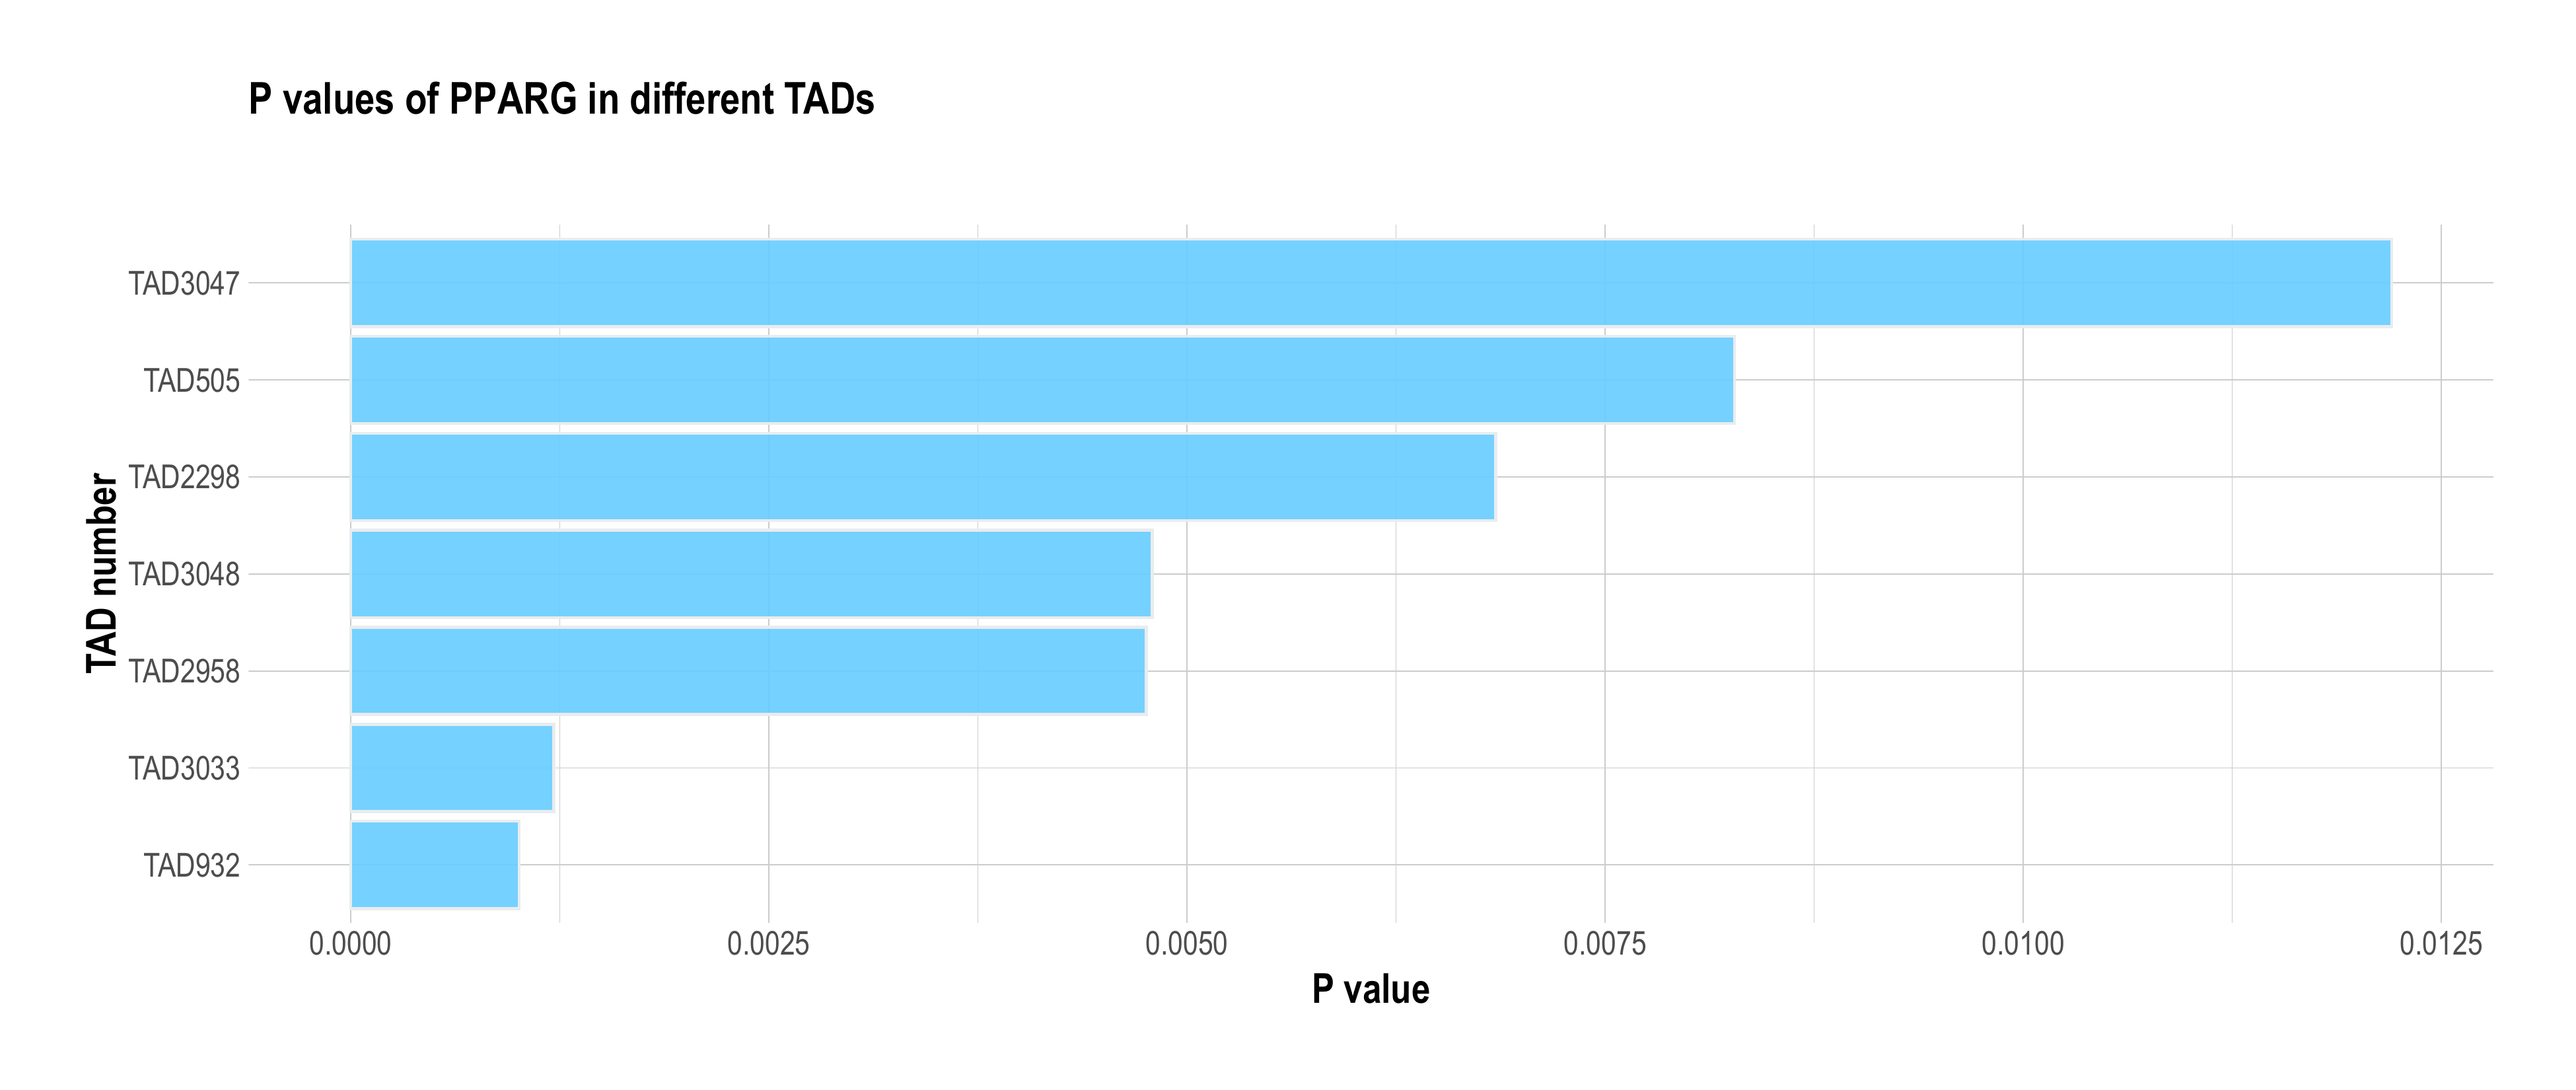 P values of PPARG in different TADs
TAD number
TAD3047
TAD505
TAD2298
TAD3048
TAD2958
TAD3033
TAD932
0.0000 0.0025 0.0050 0.0075 0.0100 0.0125
P value